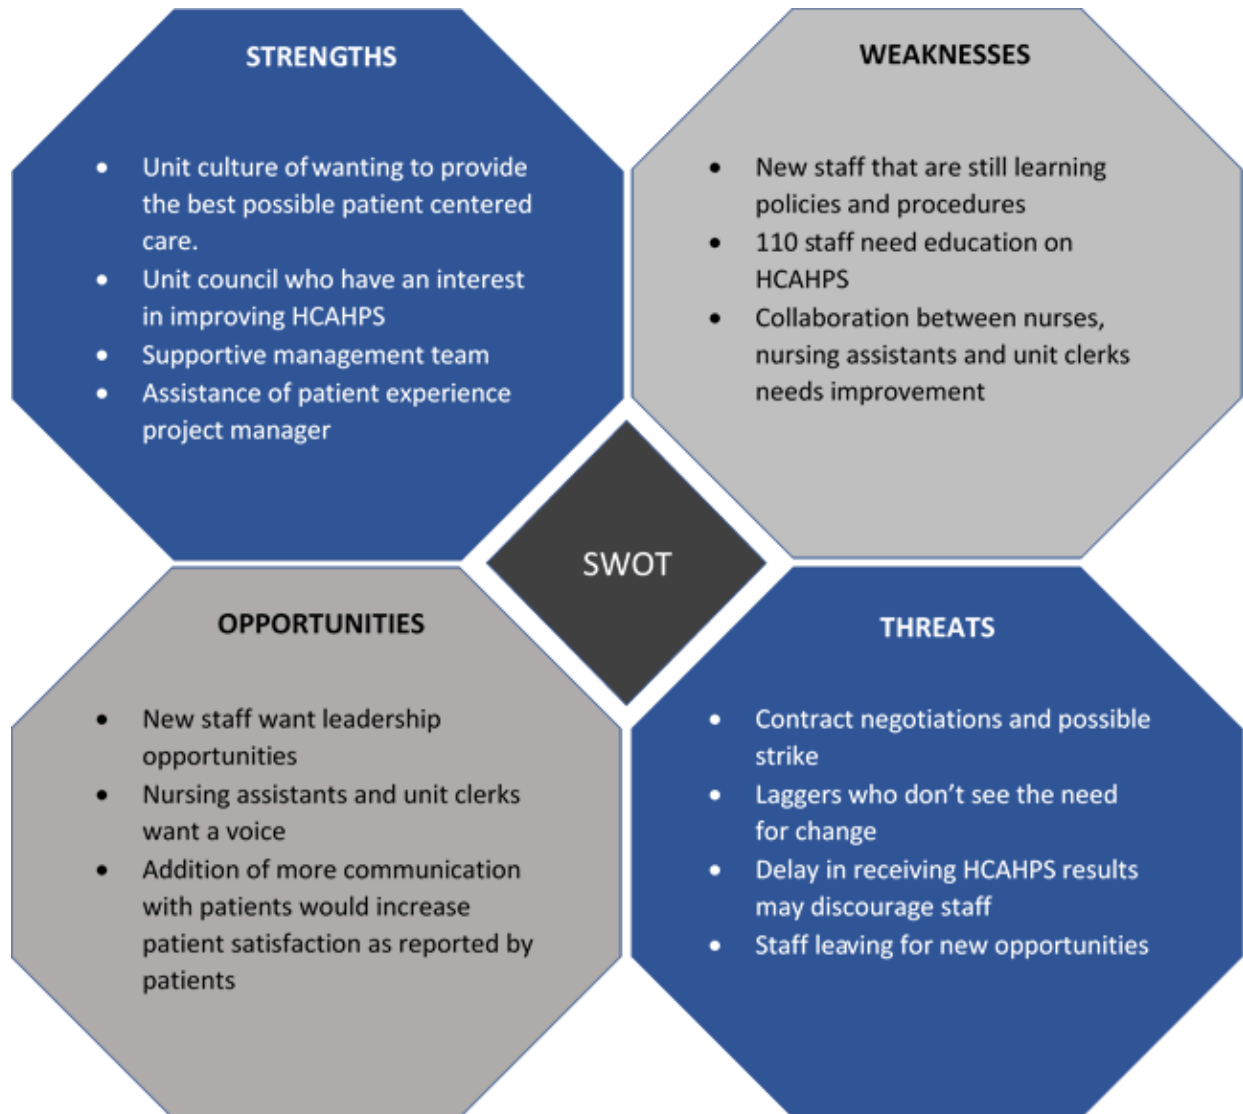 STRENGTHS
• Unit culture of wanting to provide
the best possible patient centered
care.
• Unit council who have an interest
in improving HCAHPS
• Supportive management team
• Assistance of patient experience
project manager
WEAKNESSES
• New staff that are still learning
policies and procedures
• 110 staff need education on
HCAHPS
• Collaboration between nurses,
nursing assistants and unit clerks
needs improvement
SWOT
OPPORTUNITIES
• New staff want leadership
opportunities
• Nursing assistants and unit clerks
want a voice
• Addition of more communication
with patients would increase
patient satisfaction as reported by
patients
THREATS
• Contract negotiations and possible
strike
• Laggers who don’t see the need
for change
• Delay in receiving HCAHPS results
may discourage staff
• Staff leaving for new opportunities